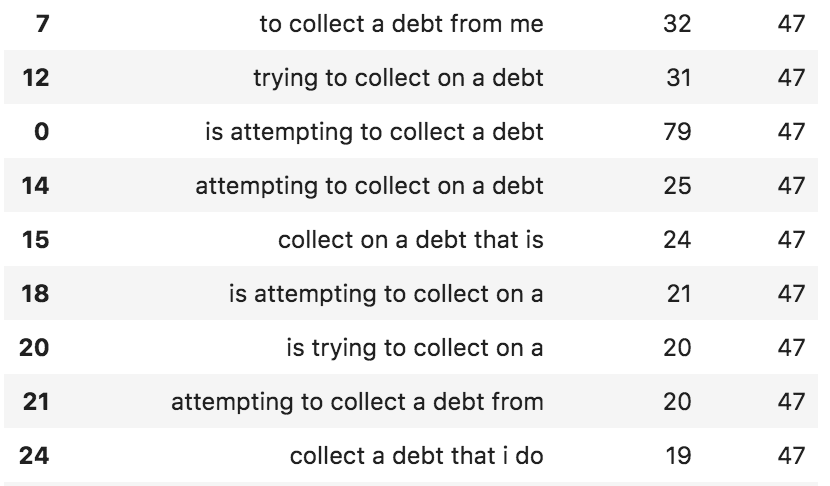 7 to collect a debt from me 32 47
12 trying to collect on a debt 31 47
0 is attempting to collect a debt 79 47
14 attempting to collect on a debt 25 47
15 collect on a debt that is 24 47
18 is attempting to collect on a 21 47
20 is trying to collect on a 20 47
21 attempting to collect a debt from 20 47
24 collect a debt that i do 19 47